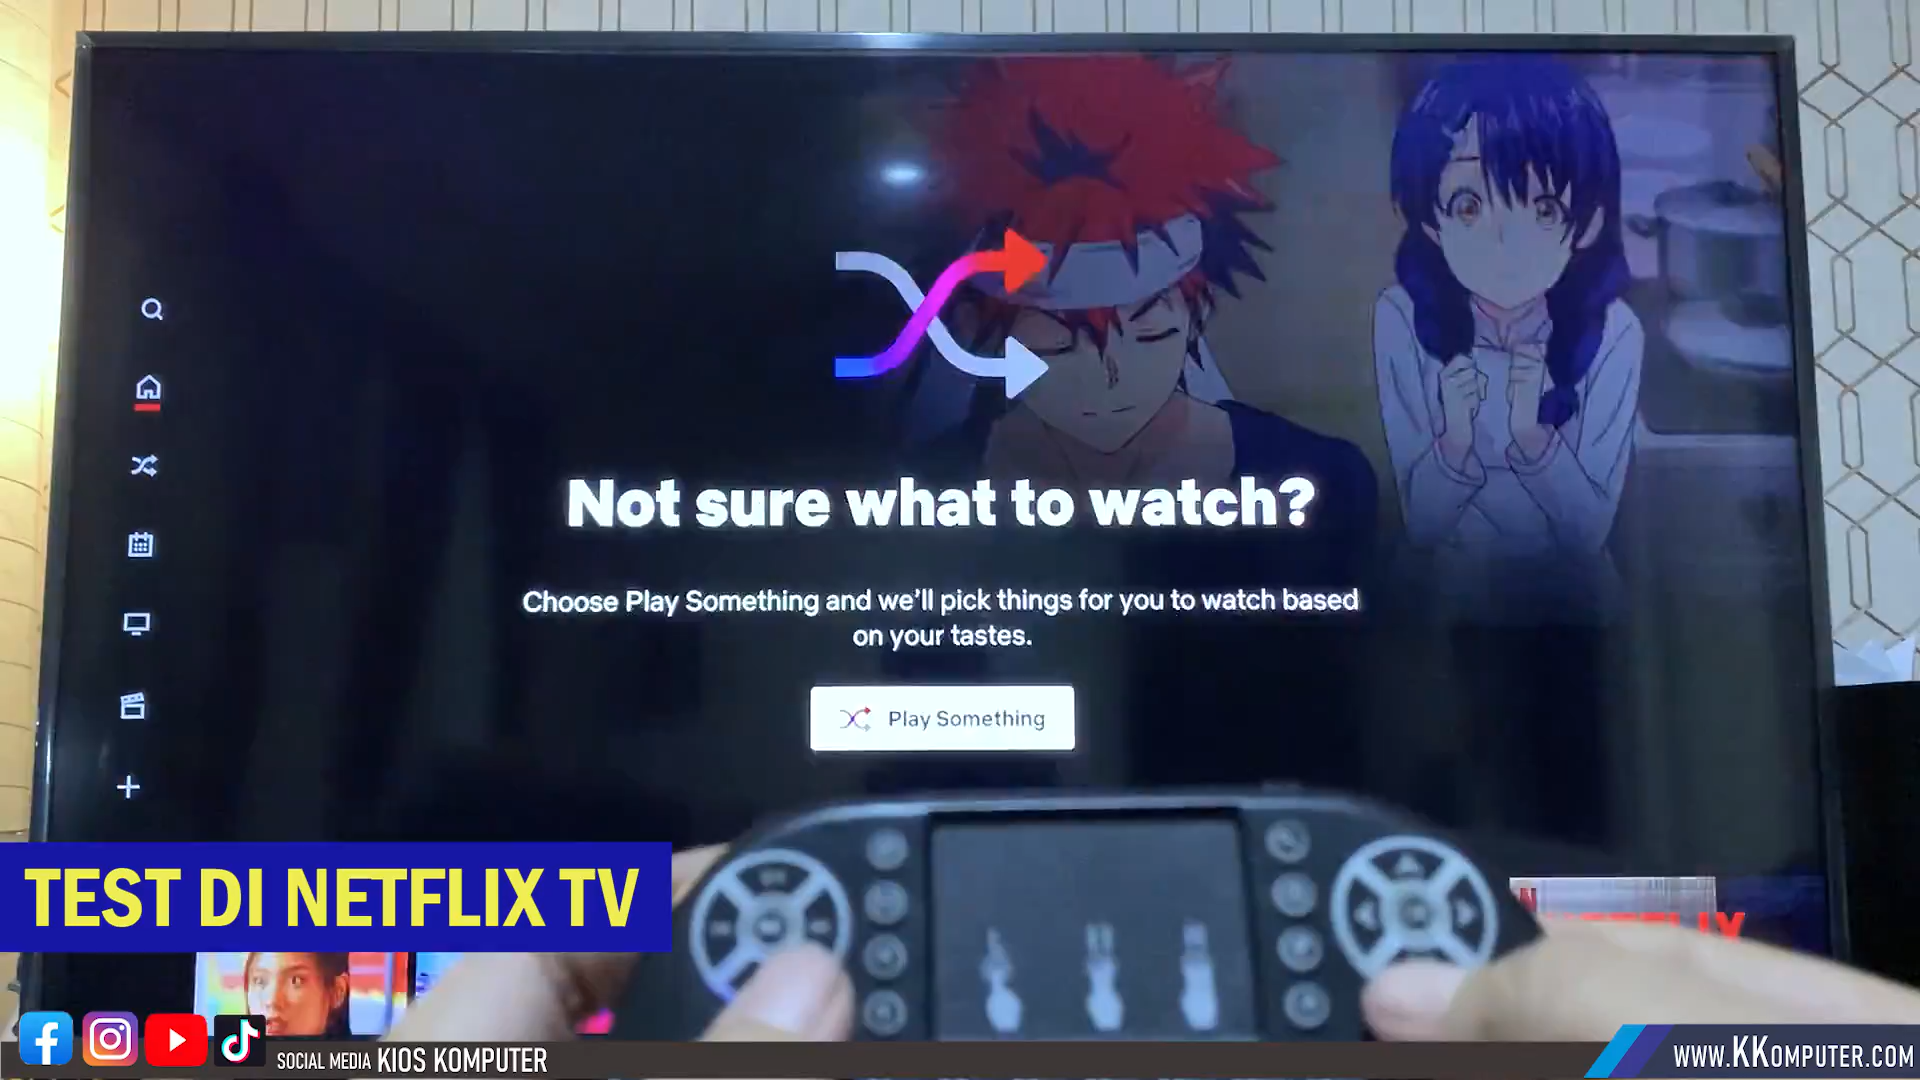 Not sure what to watch?
Choose Play Something and we'll pick things for you to watch based
on your tastes.
Play Something
TEST DI NETFLIX TV
NETFLIX
SOCIAL MEDIA KIOS KOMPUTER
www.KKomputer.com